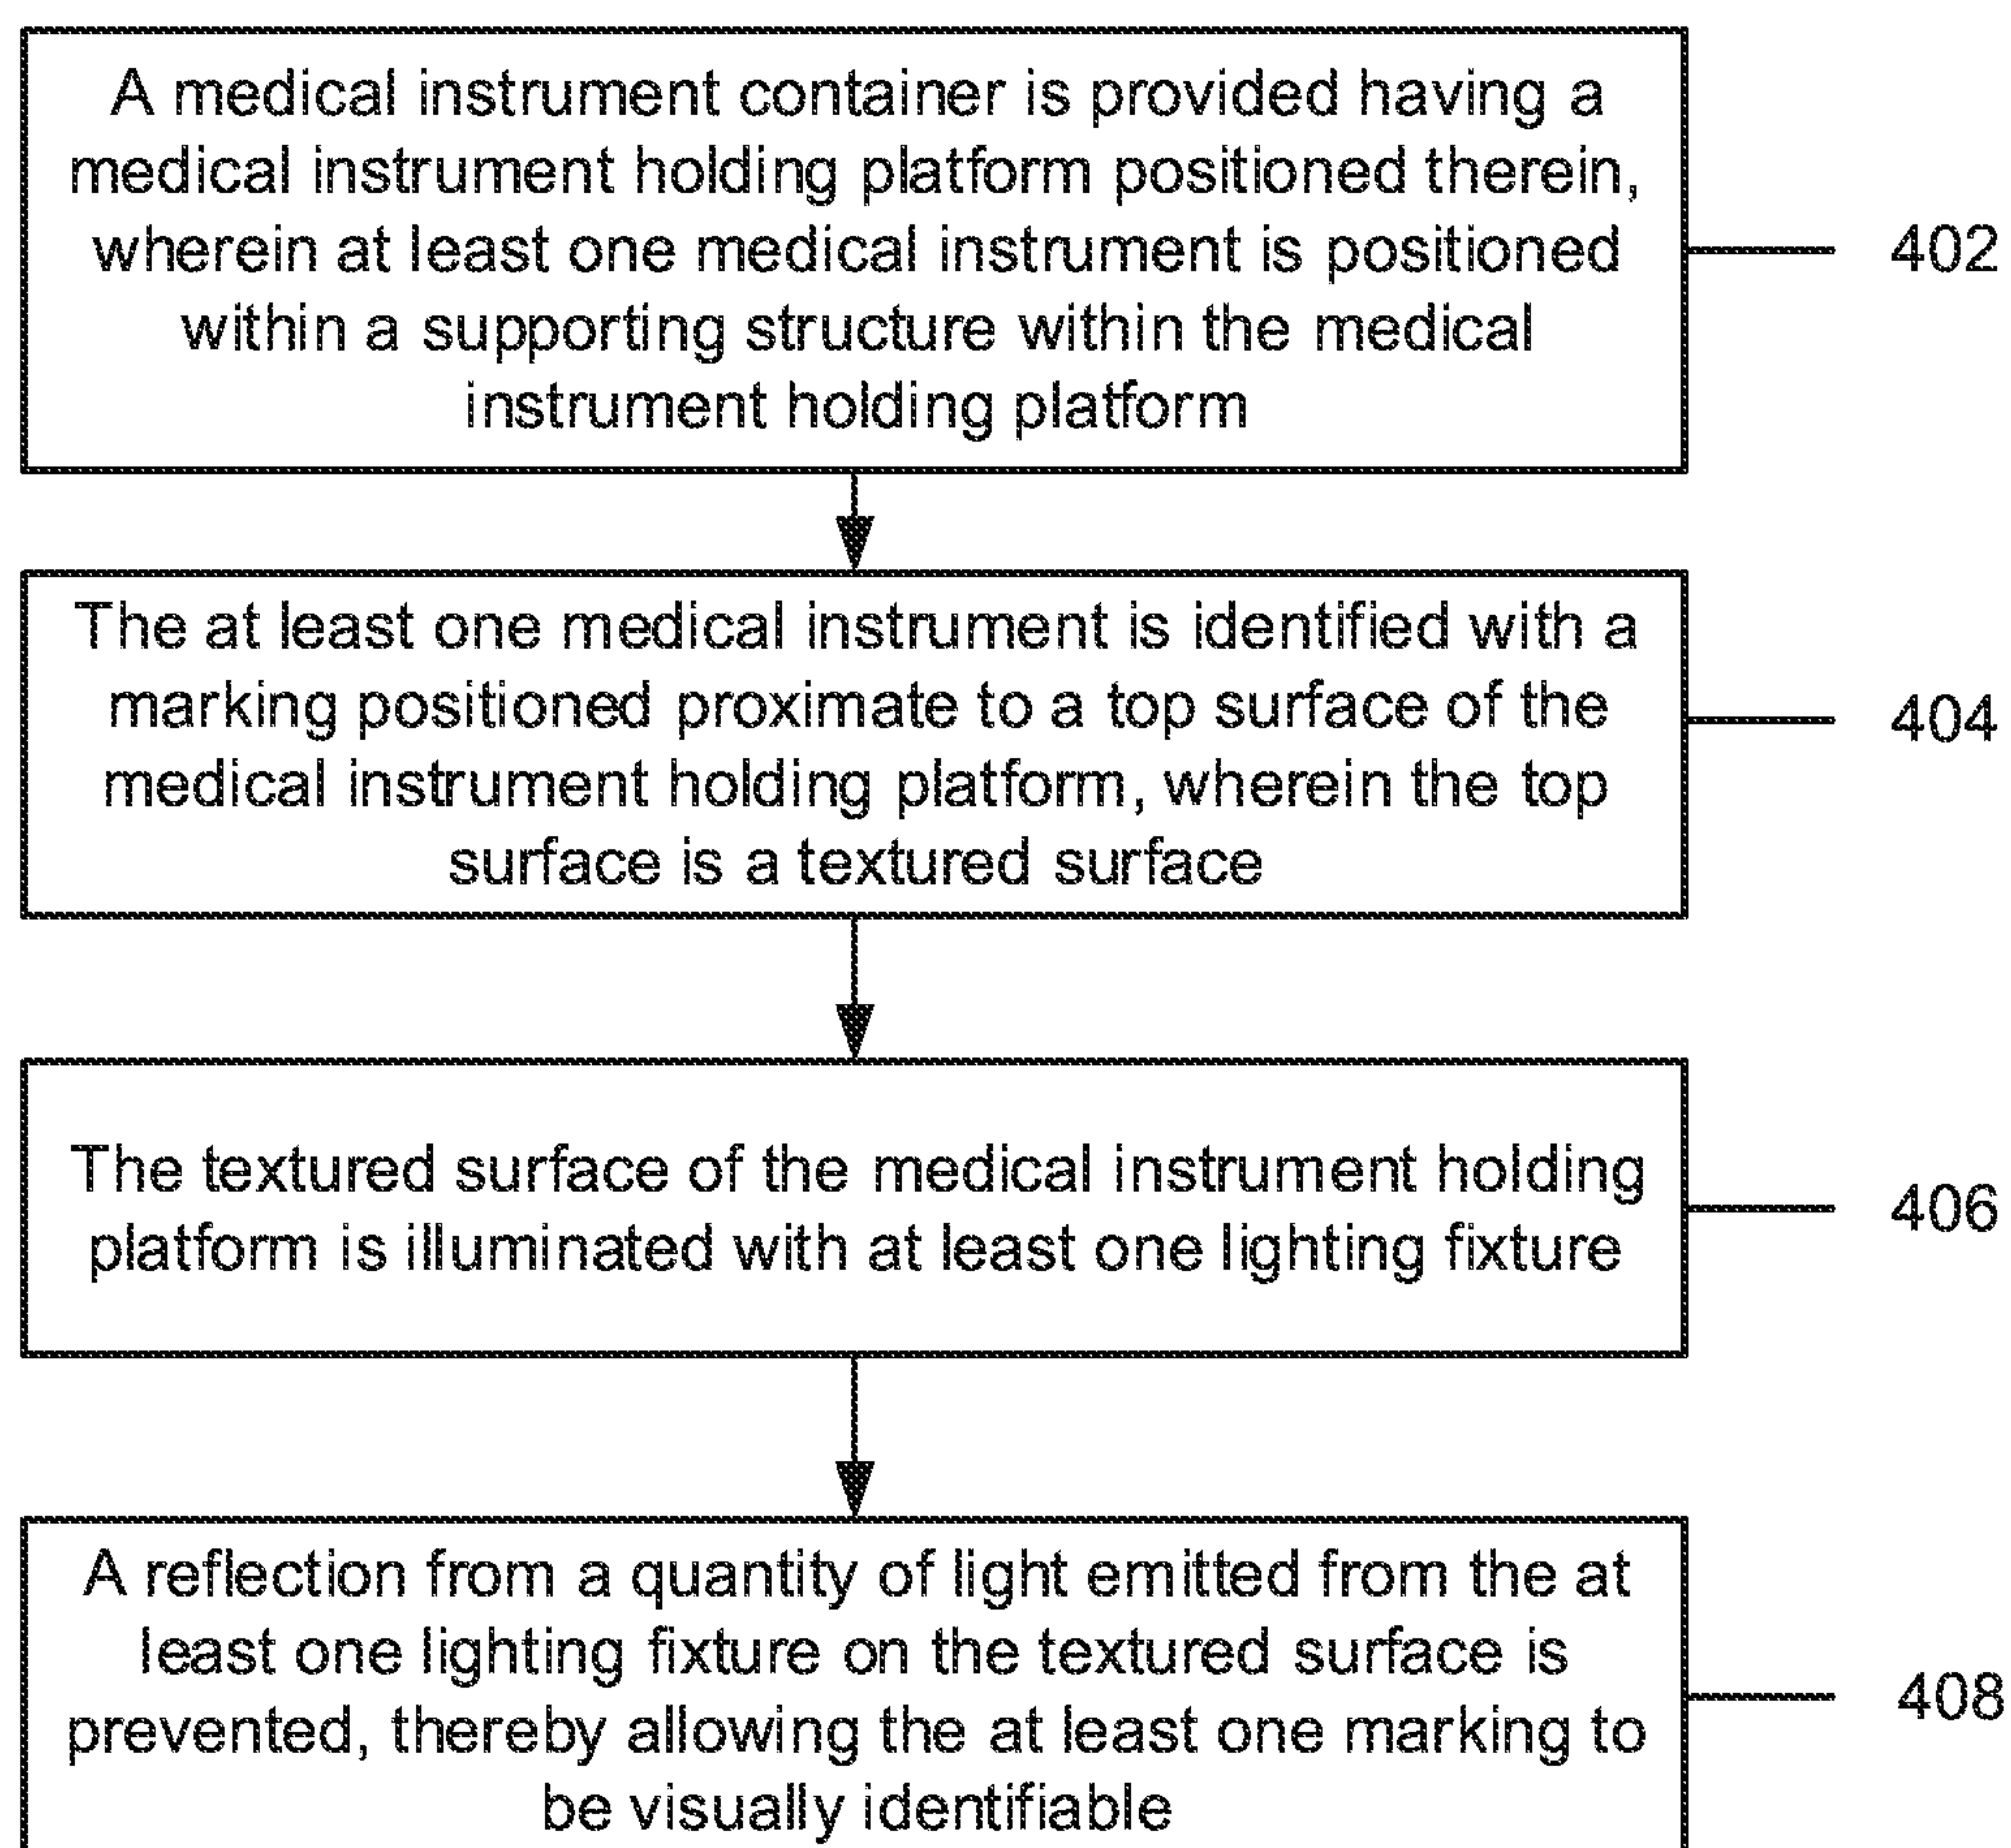 A medical instrument container is provided having a
medical instrument holding platform positioned therein,
wherein at least one medical instrument is positioned
within a supporting structure within the medical
instrument holding platform
402
The at least one medical instrument is identified with a
marking positioned proximate to a top surface of the
medical instrument holding platform, wherein the top
surface is a textured surface
404
The textured surface of the medical instrument holding
platform is illuminated with at least one lighting fixture
406
A reflection from a quantity of light emitted from the at
least one lighting fixture on the textured surface is
prevented, thereby allowing the at least one marking to
be visually identifiable
408